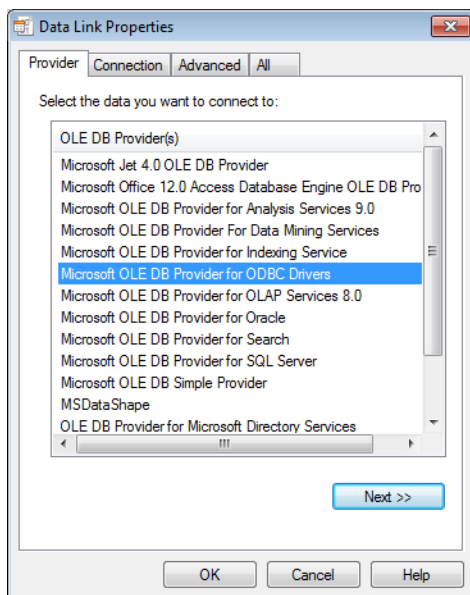 Data Link Properties
Provider Connection Advanced All
Select the data you want to connect to:
OLE DB Provider(s)
Microsoft Jet 4.0 OLE DB Provider
Microsoft Office 12.0 Access Database Engine OLE DB Pro
Microsoft OLE DB Provider for Analysis Services 9.0
Microsoft OLE DB Provider For Data Mining Services
Microsoft OLE DB Provider for Indexing Service
Microsoft OLE DB Provider for ODBC Drivers
Microsoft OLE DB Provider for OLAP Services 8.0
Microsoft OLE DB Provider for Oracle
Microsoft OLE DB Provider for Search
Microsoft OLE DB Provider for SQL Server
Microsoft OLE DB Simple Provider
MSDataShape
OLE DB Provider for Microsoft Directory Services
Next >>
OK Cancel Help